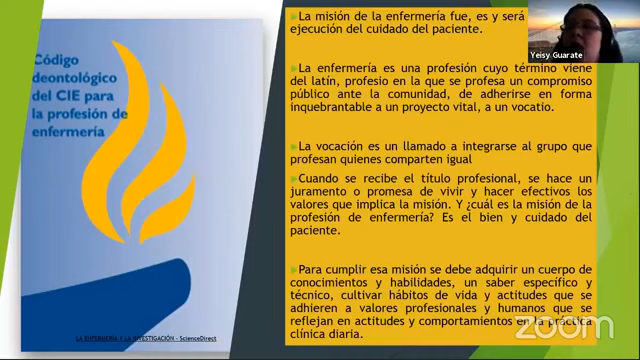 Código
deontológico
del CIE para
la profesión de
enfermería
LA ENFERMERÍA Y LA INVESTIGACIÓN - ScienceDirect
La misión de la enfermería fue, es y será
ejecución del cuidado del paciente.
La enfermería es una profesión cuyo término viene
del latín, profesio en la que se profesa un compromiso
público ante la comunidad, de adherirse en forma
inquebrantable a un proyecto vital, a un vocatio.
La vocación es un llamado a integrarse al grupo que
profesan quienes comparten igual
Cuando se recibe el título profesional, se hace un
juramento o promesa de vivir y hacer efectivos los
valores que implica la misión. Y ¿cuál es la misión de la
profesión de enfermería? Es el bien y cuidado del
paciente.
Para cumplir esa misión se debe adquirir un cuerpo de
conocimientos y habilidades, un saber específico y
técnico, cultivar hábitos de vida y actitudes que se
adhieren a valores profesionales y humanos que se
reflejan en actitudes y comportamientos en la práctica
clínica diaria.
Yeisy Guarate
zoom